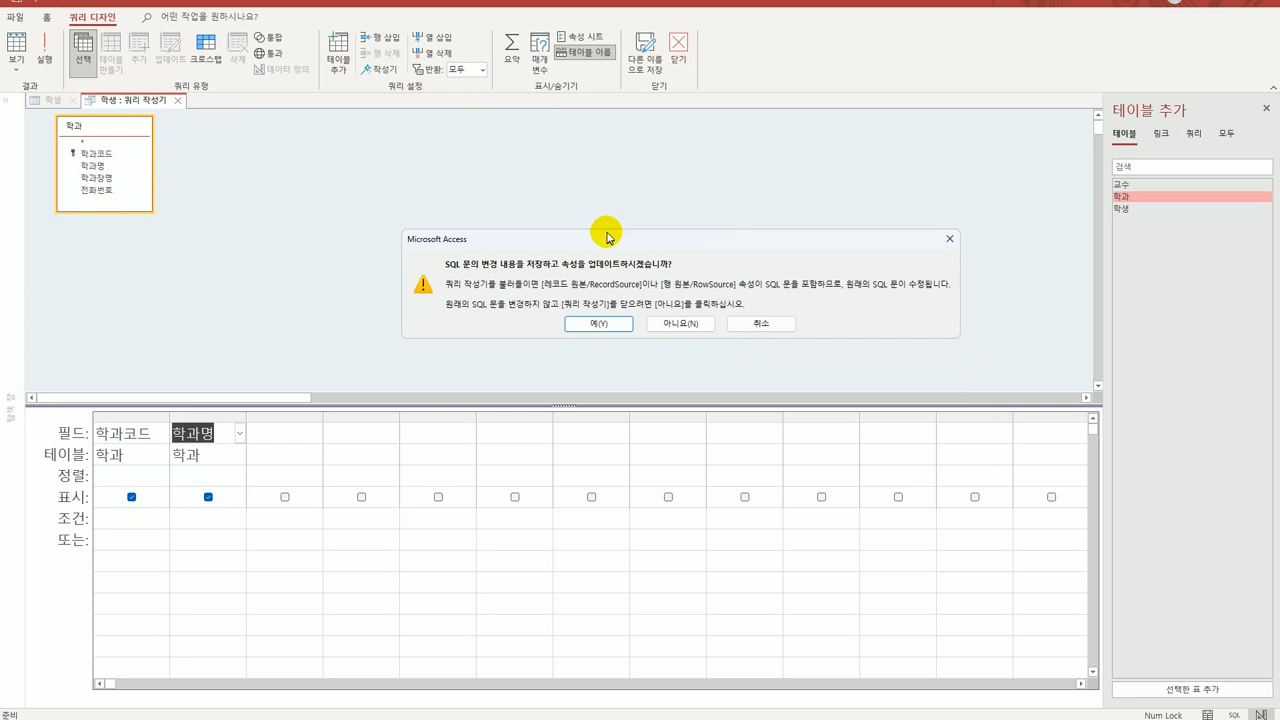 파일 홈 쿼리 디자인 어떤 작업을 원하시나요?
보기
실행
결과
선택
테이블
만들기
추가
업데이트
크로스탭
삭제
통합
통과
데이터 정의
쿼리 유형
테이블
추가
행 삽입
행 삭제
작성기
열 삽입
열 삭제
반환: 모두
쿼리 설정
요약
매개
변수
속성 시트
테이블 이름
표시/숨기기
다른 이름
으로 저장
닫기
닫기
학생
학생 : 쿼리 작성기
학과
*
학과코드
학과명
학과장명
전화번호
Microsoft Access
SQL 문의 변경 내용을 저장하고 속성을 업데이트하시겠습니까?
쿼리 작성기를 불러들이면 [레코드 원본/RecordSource]이나 [행 원본/RowSource] 속성이 SQL 문을 포함하므로, 원래의 SQL 문이 수정됩니다.
원래의 SQL 문을 변경하지 않고 [쿼리 작성기]를 닫으려면 [아니요]를 클릭하십시오.
예(Y) 아니요(N) 취소
탐색 창
필드: 학과코드 학과명
테이블: 학과 학과
정렬:
표시:
조건:
또는:
테이블 추가
테이블 링크 쿼리 모두
검색
교수
학과
학생
선택한 표 추가
준비
Num Lock
SQL